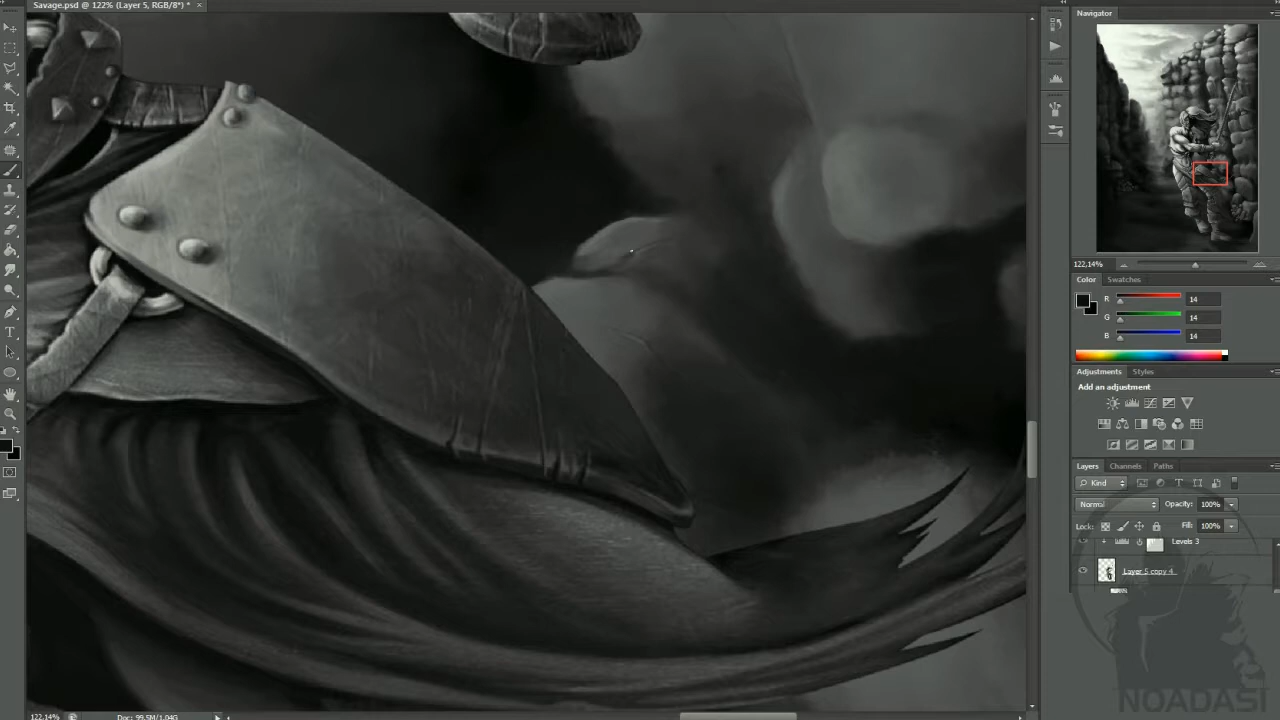 Savage.psd @ 122% (Layer 5, RGB/8*) * ×
Navigator
122,14%
Color Swatches
R 14
G 14
B 14
Adjustments Styles
Add an adjustment
Layers Channels Paths
Kind
Normal Opacity: 100%
Lock: Fill: 100%
Levels 3
Layer 5 copy 4
NOADASI
122,14% Doc: 99,5M/1,04G
T
T